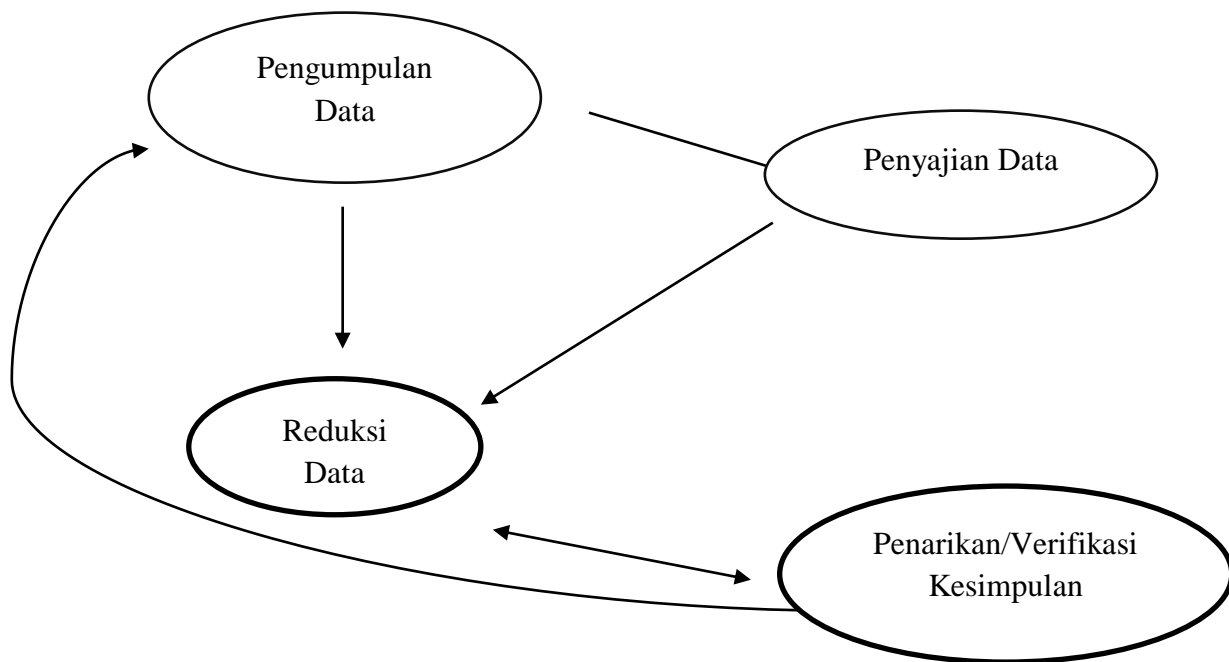 Pengumpulan
Data
Penyajian Data
Reduksi
Data
Penarikan/Verifikasi
Kesimpulan